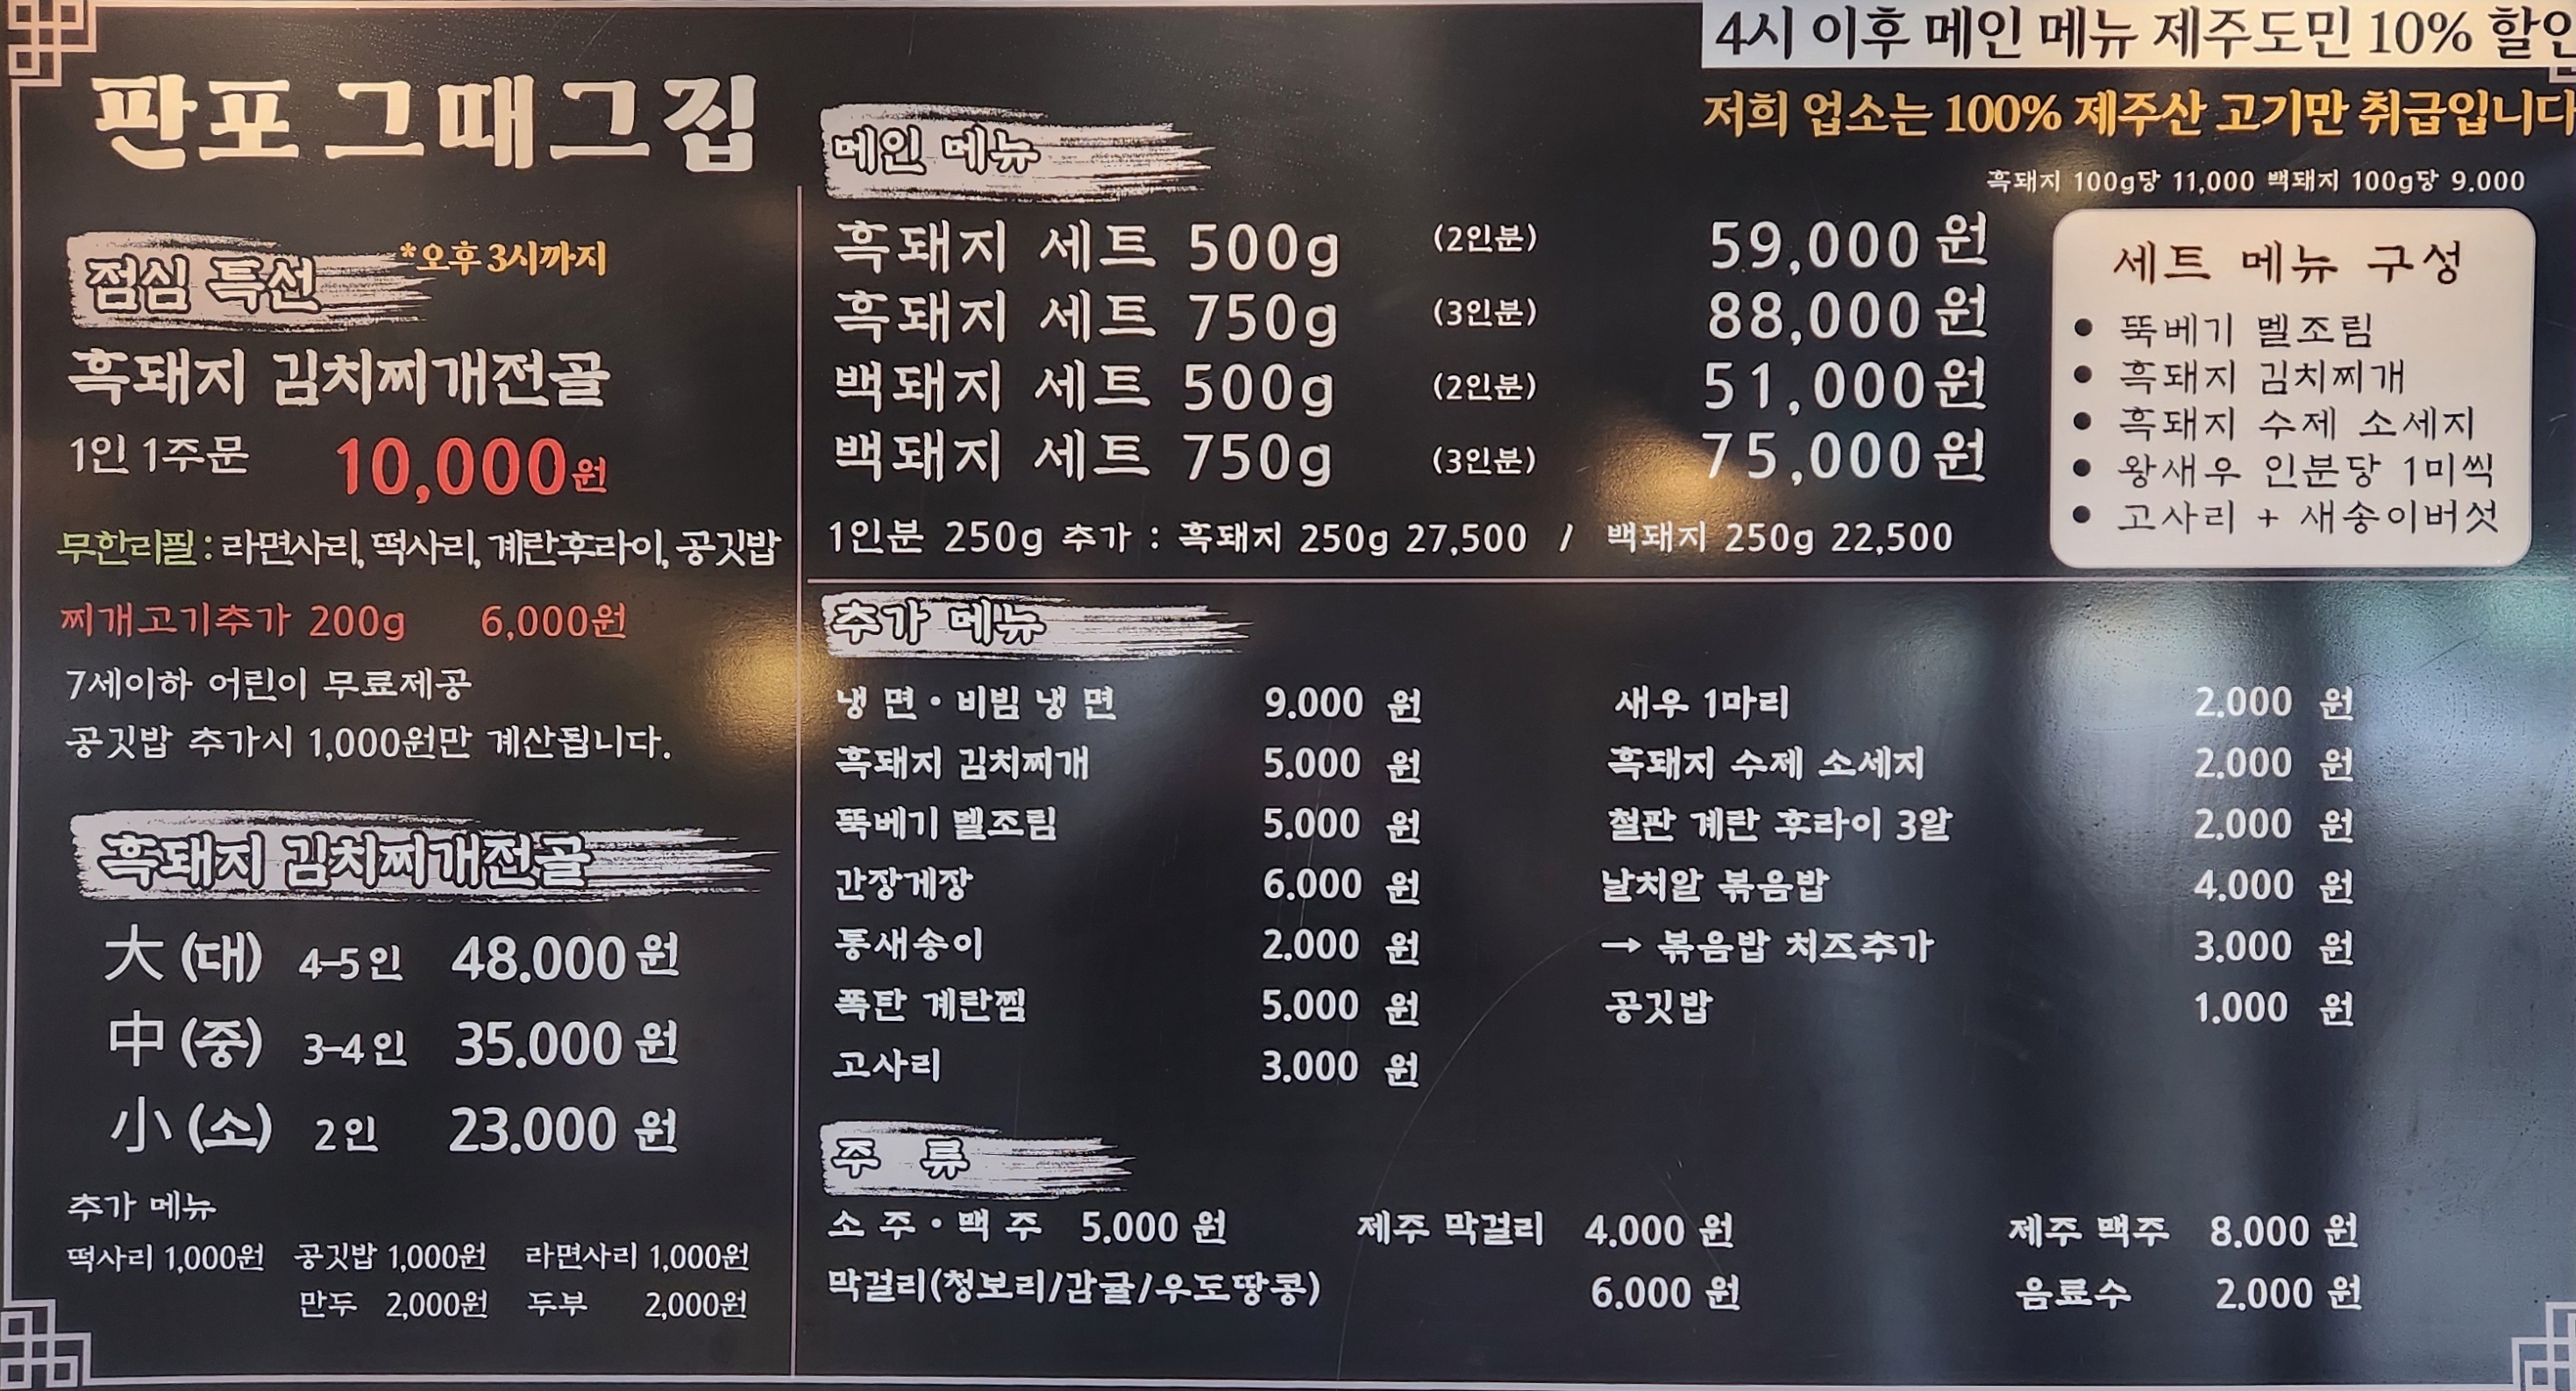 판포 그때그집
점심 특선 *오후 3시까지
흑돼지 김치찌개전골
1인 1주문 10,000원
무한리필 : 라면사리, 떡사리, 계란후라이, 공깃밥
찌개고기추가 200g 6,000원
7세이하 어린이 무료제공
공깃밥 추가시 1,000원만 계산됩니다.
흑돼지 김치찌개전골
大 (대) 4-5인 48.000 원
中 (중) 3-4인 35.000 원
小 (소) 2인 23.000 원
추가 메뉴
떡사리 1,000원 공깃밥 1,000원 라면사리 1,000원
만두 2,000원 두부 2,000원
4시 이후 메인 메뉴 제주도민 10% 할인
저희 업소는 100% 제주산 고기만 취급입니다
흑돼지 100g당 11,000 백돼지 100g당 9.000
메인 메뉴
흑돼지 세트 500g (2인분) 59,000 원
흑돼지 세트 750g (3인분) 88,000 원
백돼지 세트 500g (2인분) 51,000 원
백돼지 세트 750g (3인분) 75,000 원
1인분 250g 추가 : 흑돼지 250g 27,500 / 백돼지 250g 22,500
세트 메뉴 구성
• 뚝베기 멜조림
• 흑돼지 김치찌개
• 흑돼지 수제 소세지
• 왕새우 인분당 1미씩
• 고사리 + 새송이버섯
추가 메뉴
냉 면 • 비빔 냉 면 9.000 원
흑돼지 김치찌개 5.000 원
뚝베기 멜조림 5.000 원
간장게장 6.000 원
통새송이 2.000 원
폭탄 계란찜 5.000 원
고사리 3.000 원
새우 1마리 2.000 원
흑돼지 수제 소세지 2.000 원
철판 계란 후라이 3알 2.000 원
날치알 볶음밥 4.000 원
→ 볶음밥 치즈추가 3.000 원
공깃밥 1.000 원
주 류
소 주 • 맥 주 5.000 원 제주 막걸리 4.000 원 제주 맥주 8.000 원
막걸리(청보리/감귤/우도땅콩) 6.000 원 음료수 2.000 원